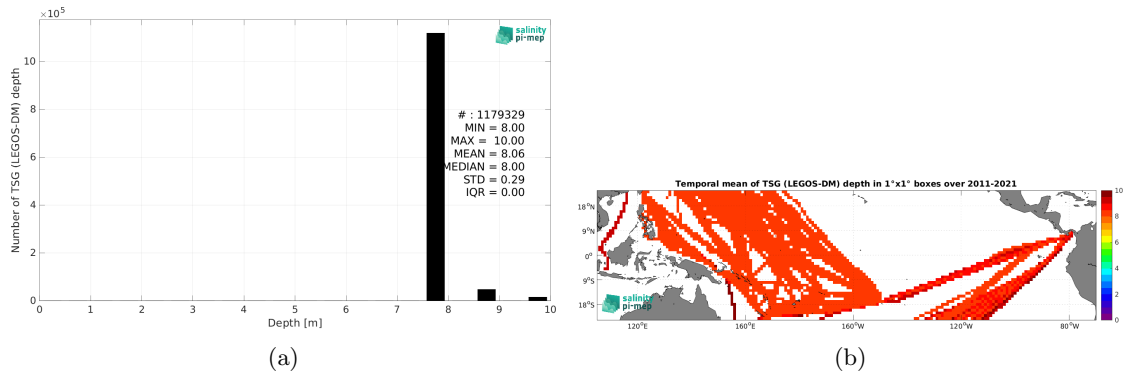 ×10⁵
10
8
6
4
2
0
Number of TSG (LEGOS-DM) depth
salinity
pi-mep
# : 1179329
MIN = 8.00
MAX = 10.00
MEAN = 8.06
MEDIAN = 8.00
STD = 0.29
IQR = 0.00
0 1 2 3 4 5 6 7 8 9 10
Depth [m]
(a)
Temporal mean of TSG (LEGOS-DM) depth in 1°x1° boxes over 2011-2021
18°N
9°N
0°
9°S
18°S
salinity
pi-mep
120°E 160°E 160°W 120°W 80°W
10
8
6
4
2
0
(b)